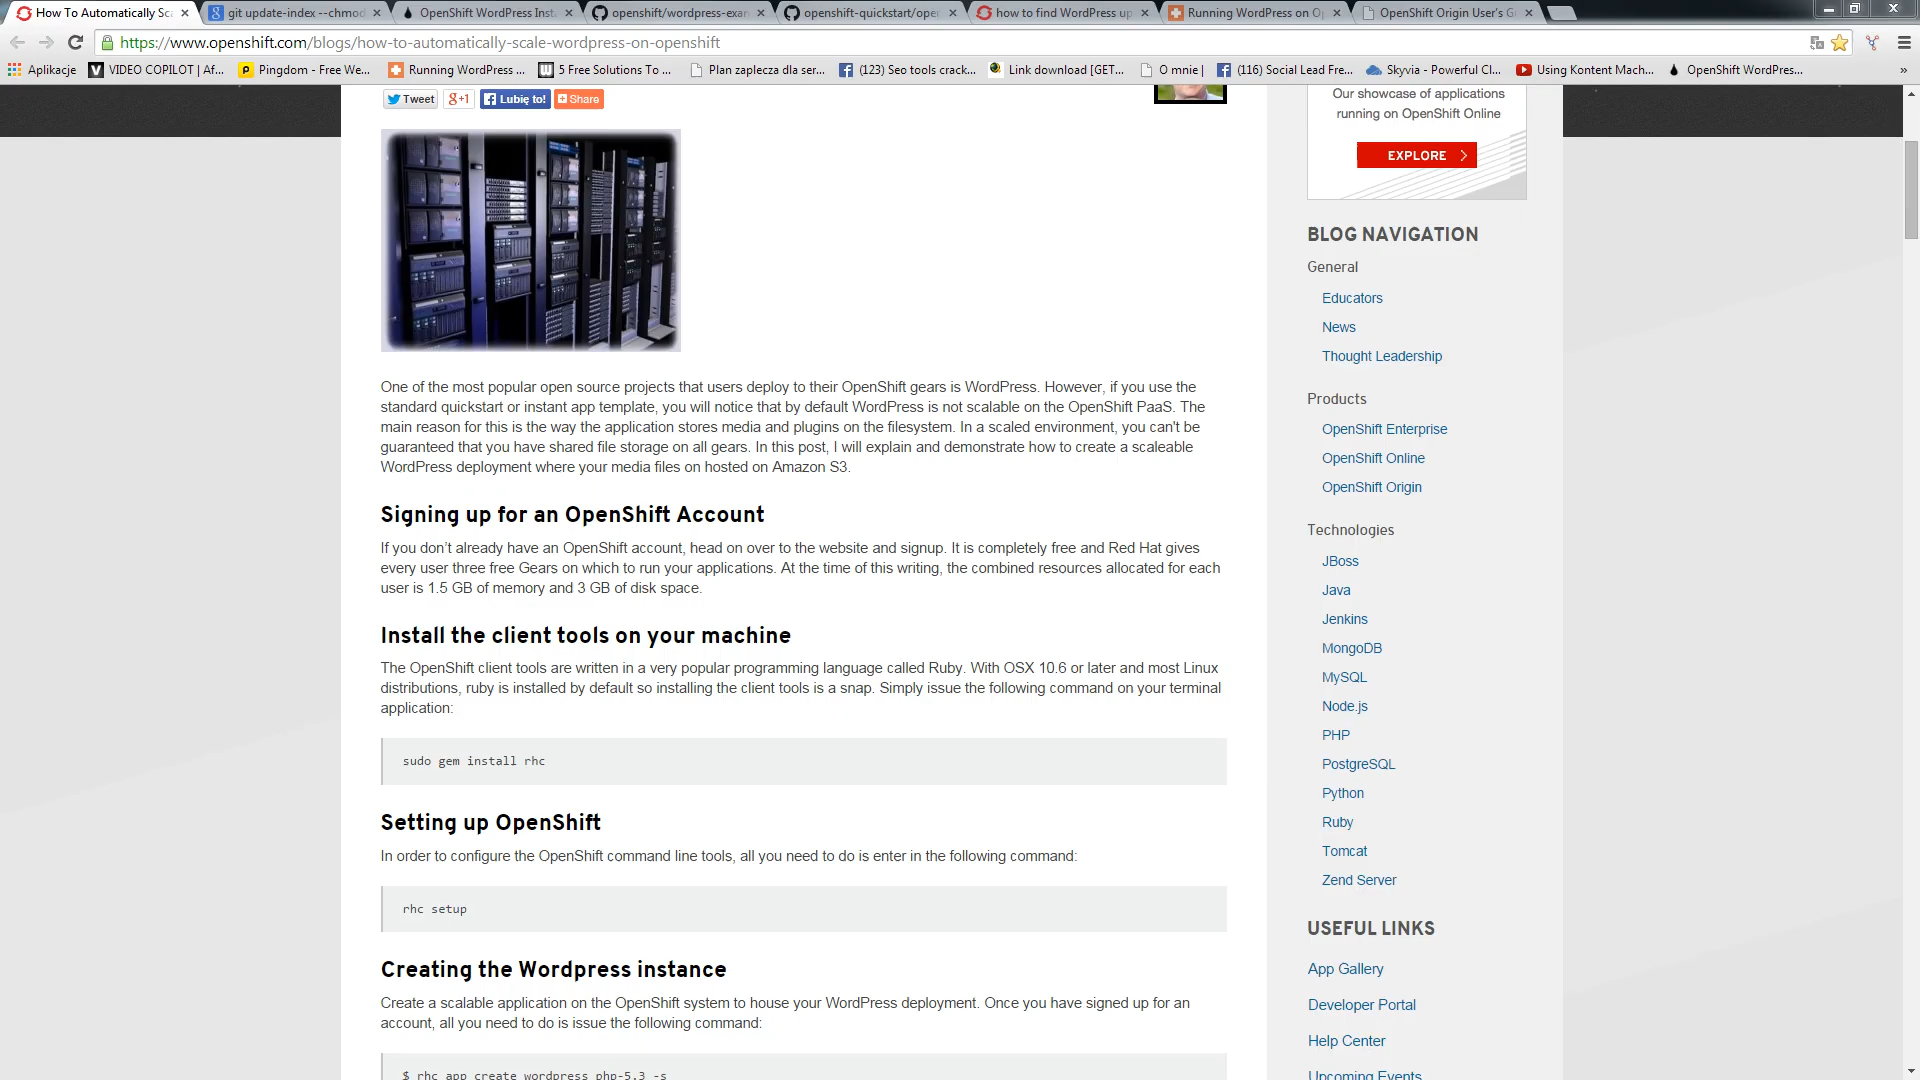 How To Automatically Sc
git update-index --chmod
OpenShift WordPress Inst
openshift/wordpress-exa
openshift-quickstart/ope
how to find WordPress up
Running WordPress on O
OpenShift Origin User's G
https://www.openshift.com/blogs/how-to-automatically-scale-wordpress-on-openshift
Aplikacje
VIDEO COPILOT | Af...
Pingdom - Free We...
Running WordPress ...
5 Free Solutions To ...
Plan zaplecza dla ser...
(123) Seo tools crack...
Link download [GET...
O mnie |
(116) Social Lead Fre...
Skyvia - Powerful Cl...
Using Kontent Mach...
OpenShift WordPres...
»
Tweet
g+1
Lubię to!
Share
Our showcase of applications
running on OpenShift Online
EXPLORE
One of the most popular open source projects that users deploy to their OpenShift gears is WordPress. However, if you use the
standard quickstart or instant app template, you will notice that by default WordPress is not scalable on the OpenShift PaaS. The
main reason for this is the way the application stores media and plugins on the filesystem. In a scaled environment, you can't be
guaranteed that you have shared file storage on all gears. In this post, I will explain and demonstrate how to create a scaleable
WordPress deployment where your media files on hosted on Amazon S3.
Signing up for an OpenShift Account
If you don't already have an OpenShift account, head on over to the website and signup. It is completely free and Red Hat gives
every user three free Gears on which to run your applications. At the time of this writing, the combined resources allocated for each
user is 1.5 GB of memory and 3 GB of disk space.
Install the client tools on your machine
The OpenShift client tools are written in a very popular programming language called Ruby. With OSX 10.6 or later and most Linux
distributions, ruby is installed by default so installing the client tools is a snap. Simply issue the following command on your terminal
application:
sudo gem install rhc
Setting up OpenShift
In order to configure the OpenShift command line tools, all you need to do is enter in the following command:
rhc setup
Creating the Wordpress instance
Create a scalable application on the OpenShift system to house your WordPress deployment. Once you have signed up for an
account, all you need to do is issue the following command:
$ rhc app create wordpress php-5.3 -s
BLOG NAVIGATION
General
Educators
News
Thought Leadership
Products
OpenShift Enterprise
OpenShift Online
OpenShift Origin
Technologies
JBoss
Java
Jenkins
MongoDB
MySQL
Node.js
PHP
PostgreSQL
Python
Ruby
Tomcat
Zend Server
USEFUL LINKS
App Gallery
Developer Portal
Help Center
Upcoming Events